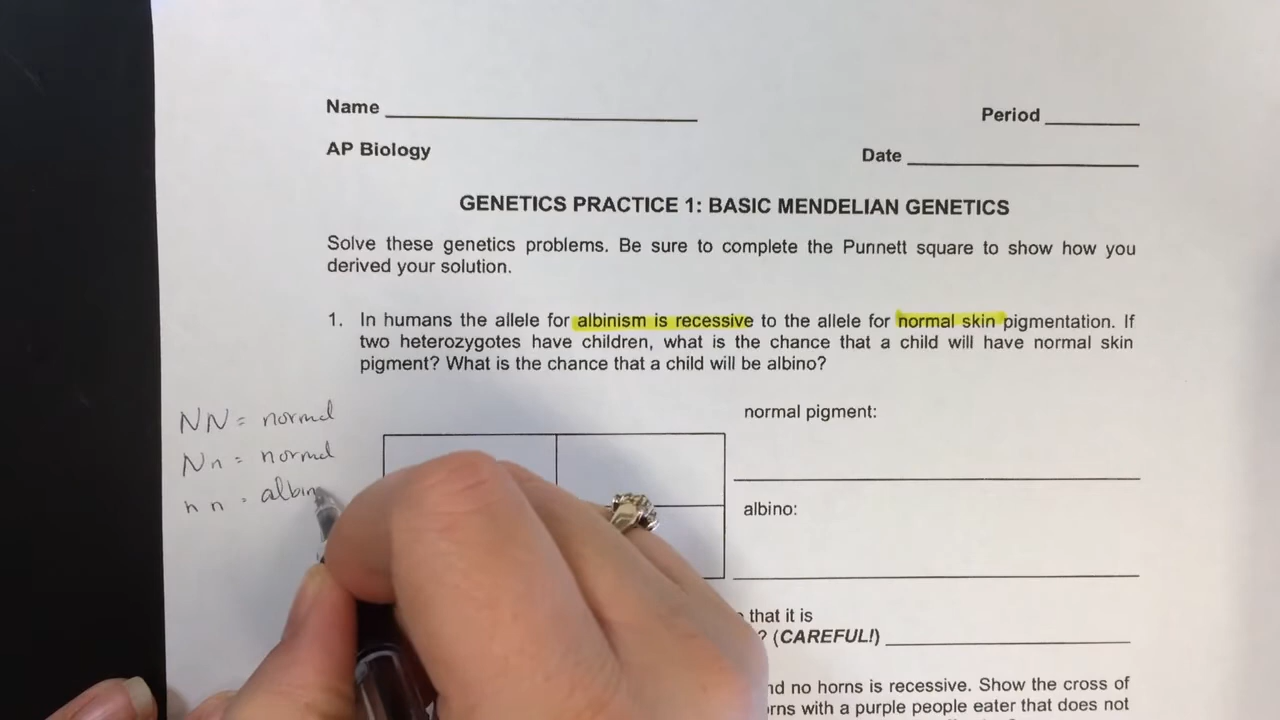 Name
Period
AP Biology
Date
GENETICS PRACTICE 1: BASIC MENDELIAN GENETICS
Solve these genetics problems. Be sure to complete the Punnett square to show how you
derived your solution.
1. In humans the allele for albinism is recessive to the allele for normal skin pigmentation. If
two heterozygotes have children, what is the chance that a child will have normal skin
pigment? What is the chance that a child will be albino?
NN = normal
Nn = normal
nn = albin
normal pigment:
albino:
that it is
? (CAREFUL!)
nd no horns is recessive. Show the cross of
rns with a purple people eater that does not